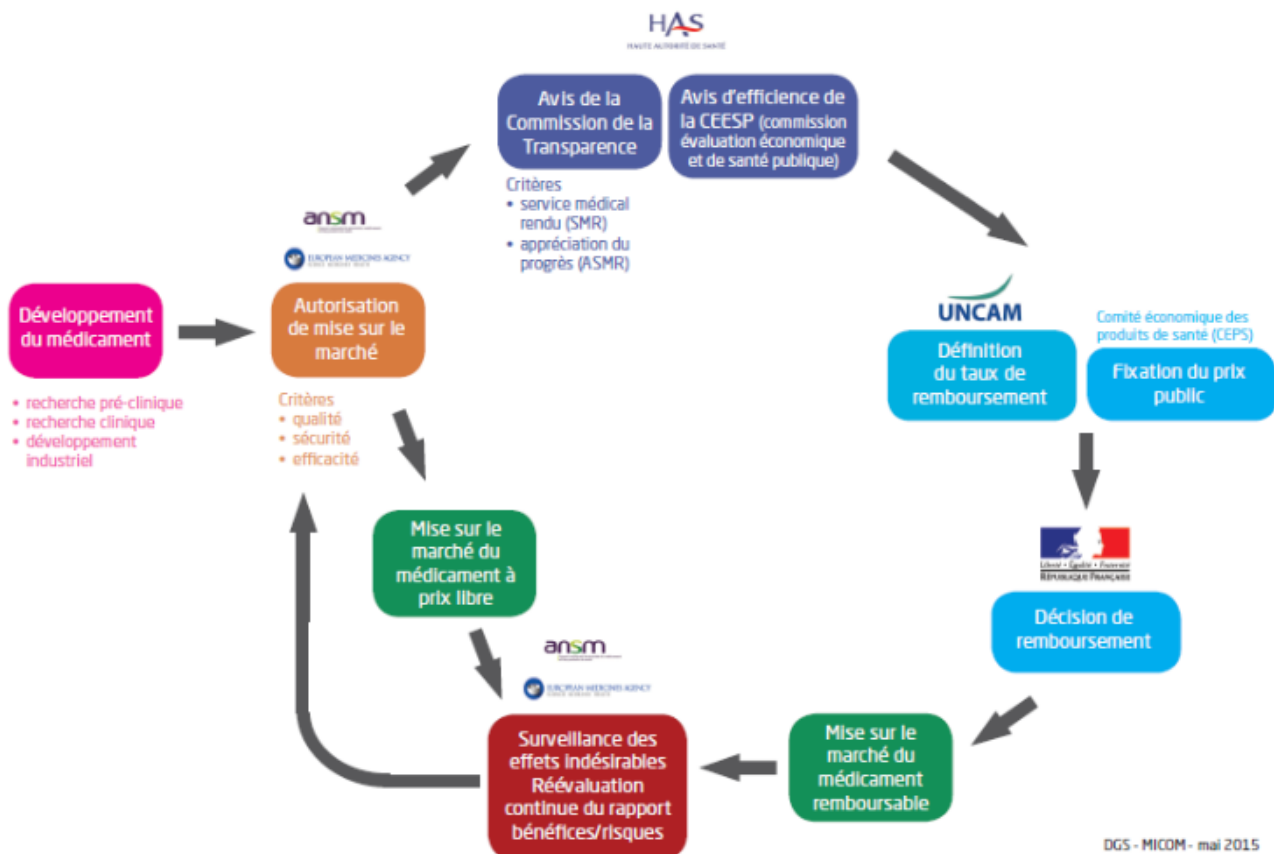 HAS
HAUTE AUTORITÉ DE SANTÉ
Avis de la
Commission de la
Transparence
Avis d'efficience de
la CEESP (commission
évaluation économique
et de santé publique)
Critères
• service médical
rendu (SMR)
• appréciation du
progrès (ASMR)
ansm
EUROPEAN MEDICINES AGENCY
Développement
du médicament
• recherche pré-clinique
• recherche clinique
• développement
industriel
Autorisation
de mise sur le
marché
Critères
• qualité
• sécurité
• efficacité
UNCAM
Définition
du taux de
remboursement
Comité économique des
produits de santé (CEPS)
Fixation du prix
public
Mise sur le
marché du
médicament à
prix libre
Liberté • Égalité • Fraternité
RÉPUBLIQUE FRANÇAISE
Décision de
remboursement
ansm
EUROPEAN MEDICINES AGENCY
Surveillance des
effets indésirables
Réévaluation
continue du rapport
bénéfices/risques
Mise sur le
marché du
médicament
remboursable
DGS - MICOM - mai 2015